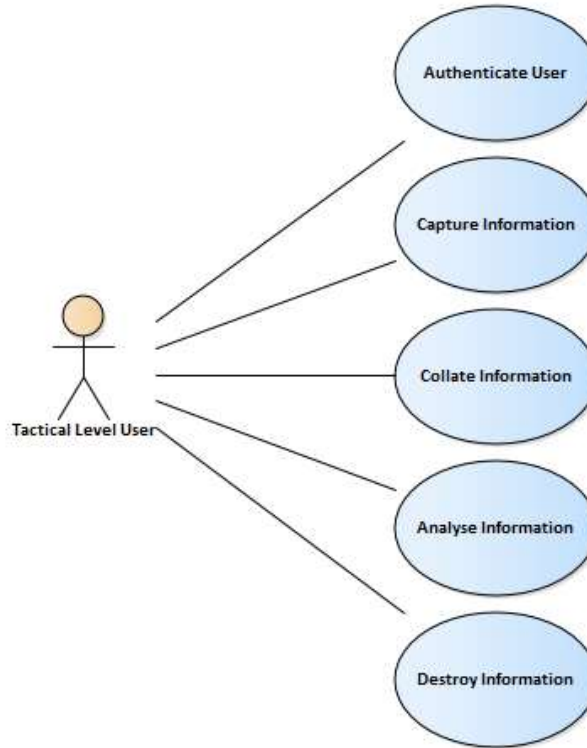 Authenticate User
Capture Information
Collate Information
Tactical Level User
Analyse Information
Destroy Information